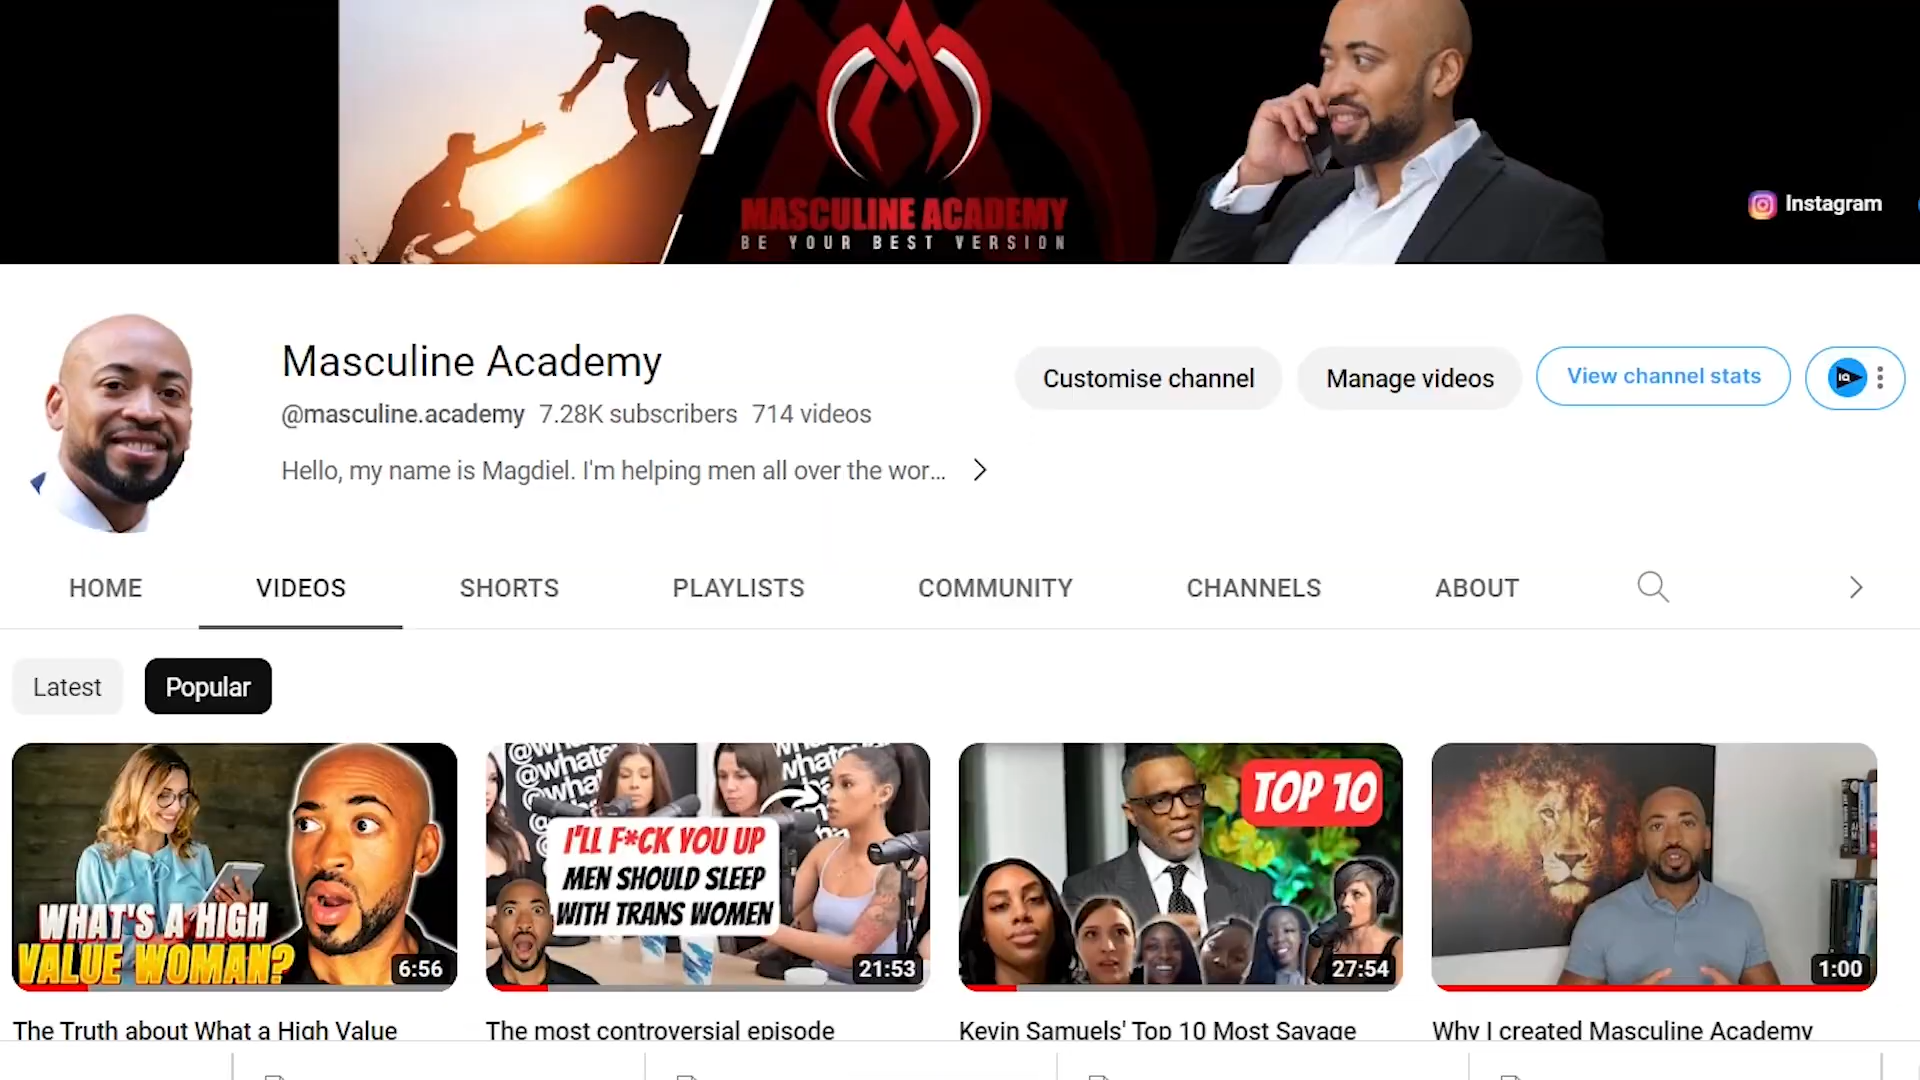 MASCULINE ACADEMY
BE YOUR BEST VERSION
Instagram
Masculine Academy
@masculine.academy 7.28K subscribers 714 videos
Hello, my name is Magdiel. I'm helping men all over the wor...
Customise channel
Manage videos
View channel stats
IQ
HOME
VIDEOS
SHORTS
PLAYLISTS
COMMUNITY
CHANNELS
ABOUT
Latest
Popular
WHAT'S A HIGH
VALUE WOMAN?
6:56
@whate
I'LL F*CK YOU UP
MEN SHOULD SLEEP
WITH TRANS WOMEN
21:53
TOP 10
27:54
1:00
The Truth about What a High Value
The most controversial episode
Kevin Samuels' Top 10 Most Savage
Why I created Masculine Academy